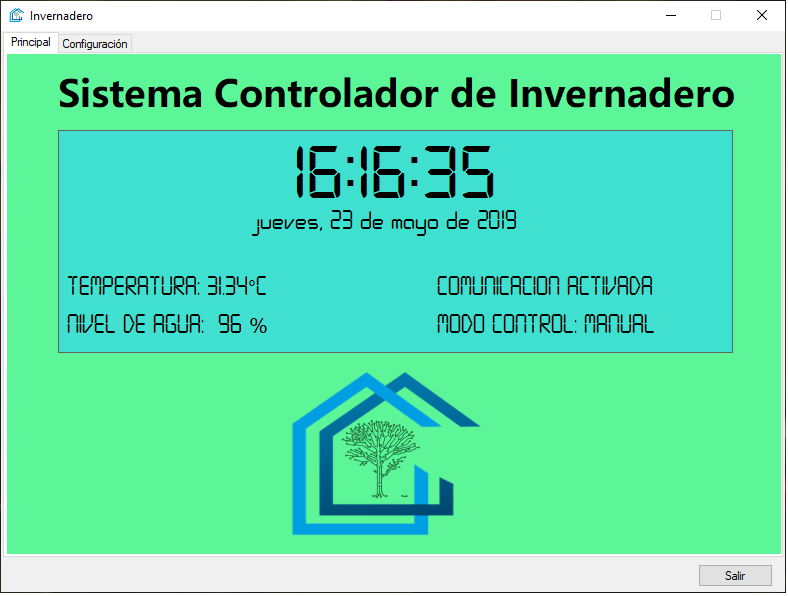 Invernadero
Principal Configuración
Sistema Controlador de Invernadero
16:16:35
jueves, 23 de mayo de 2019
TEMPERATURA: 31.34ºC COMUNICACION ACTIVADA
NIVEL DE AGUA: 96 % MODO CONTROL: MANUAL
Salir